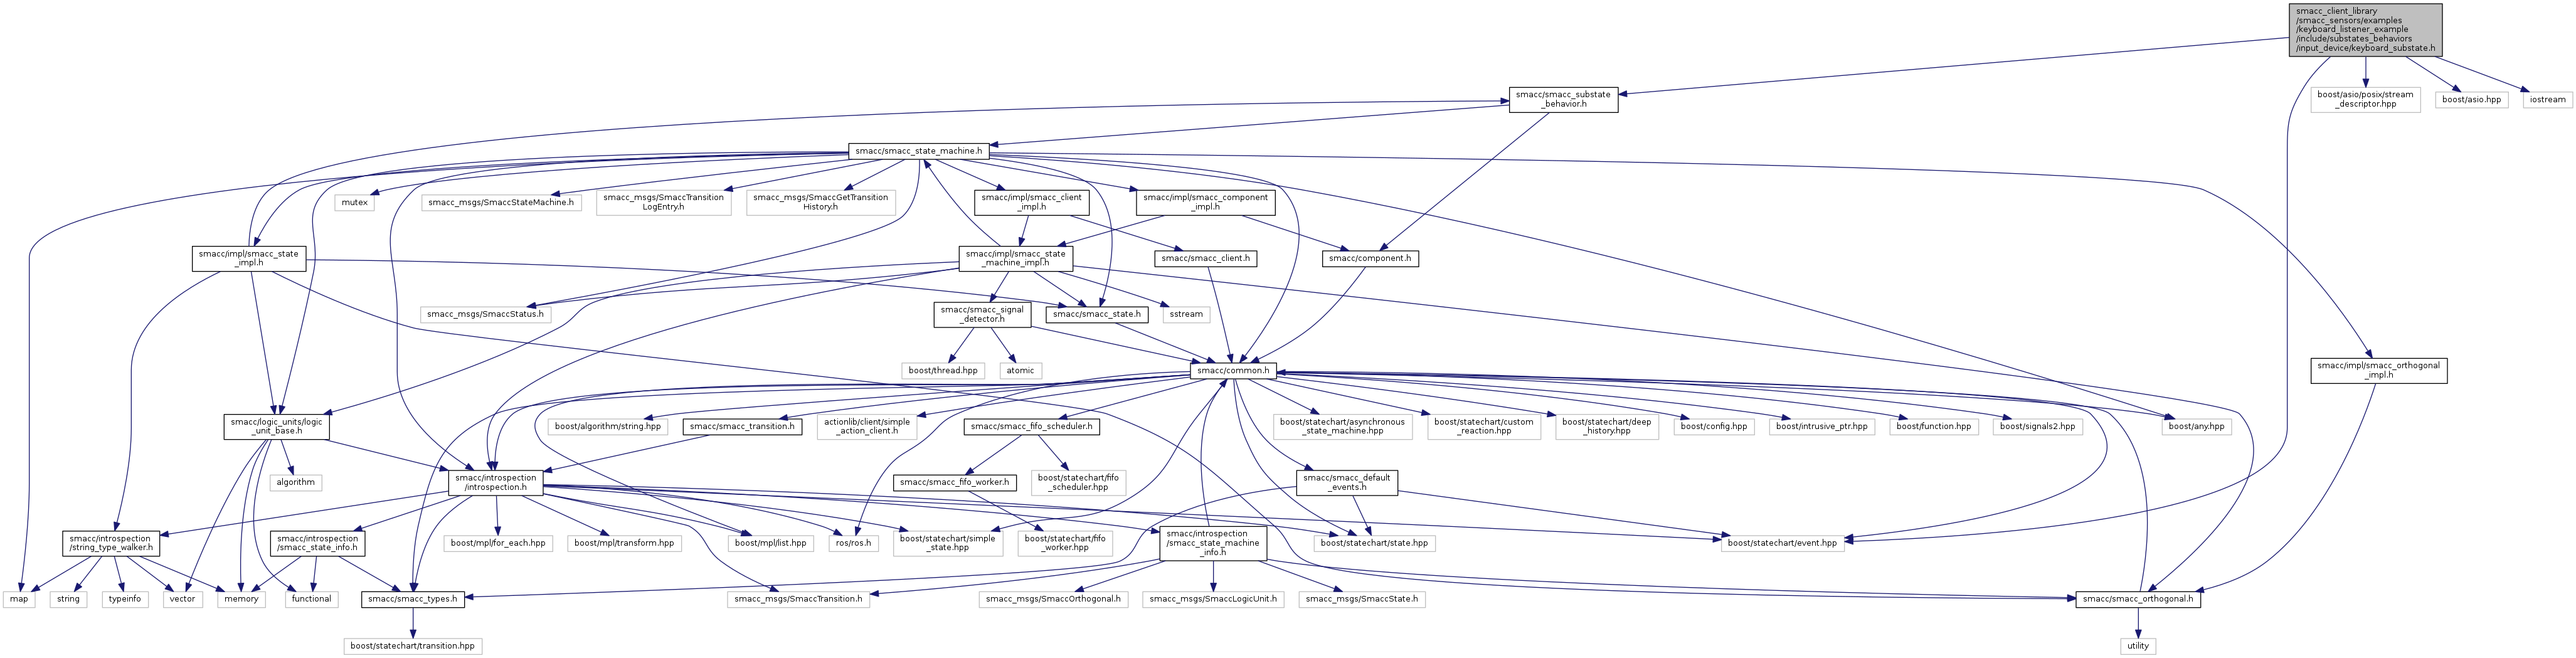 smacc_client_library
/smacc_sensors/examples
/keyboard_listener_example
/include/substates_behaviors
/input_device/keyboard_substate.h
smacc/smacc_substate
_behavior.h
boost/asio/posix/stream
_descriptor.hpp
boost/asio.hpp
iostream
smacc/smacc_state_machine.h
mutex
smacc_msgs/SmaccStateMachine.h
smacc_msgs/SmaccTransition
LogEntry.h
smacc_msgs/SmaccGetTransition
History.h
smacc/impl/smacc_client
_impl.h
smacc/impl/smacc_component
_impl.h
smacc/impl/smacc_state
_impl.h
smacc/impl/smacc_state
_machine_impl.h
smacc/smacc_client.h
smacc/component.h
smacc_msgs/SmaccStatus.h
smacc/smacc_signal
_detector.h
smacc/smacc_state.h
sstream
boost/thread.hpp
atomic
smacc/common.h
smacc/impl/smacc_orthogonal
_impl.h
smacc/logic_units/logic
_unit_base.h
boost/algorithm/string.hpp
smacc/smacc_transition.h
actionlib/client/simple
_action_client.h
smacc/smacc_fifo_scheduler.h
boost/statechart/asynchronous
_state_machine.hpp
boost/statechart/custom
_reaction.hpp
boost/statechart/deep
_history.hpp
boost/config.hpp
boost/intrusive_ptr.hpp
boost/function.hpp
boost/signals2.hpp
boost/any.hpp
algorithm
smacc/introspection
/introspection.h
smacc/smacc_fifo_worker.h
boost/statechart/fifo
_scheduler.hpp
smacc/smacc_default
_events.h
smacc/introspection
/string_type_walker.h
smacc/introspection
/smacc_state_info.h
boost/mpl/for_each.hpp
boost/mpl/transform.hpp
boost/mpl/list.hpp
ros/ros.h
boost/statechart/simple
_state.hpp
boost/statechart/fifo
_worker.hpp
smacc/introspection
/smacc_state_machine
_info.h
boost/statechart/state.hpp
boost/statechart/event.hpp
map
string
typeinfo
vector
memory
functional
smacc/smacc_types.h
smacc_msgs/SmaccTransition.h
smacc_msgs/SmaccOrthogonal.h
smacc_msgs/SmaccLogicUnit.h
smacc_msgs/SmaccState.h
smacc/smacc_orthogonal.h
boost/statechart/transition.hpp
utility